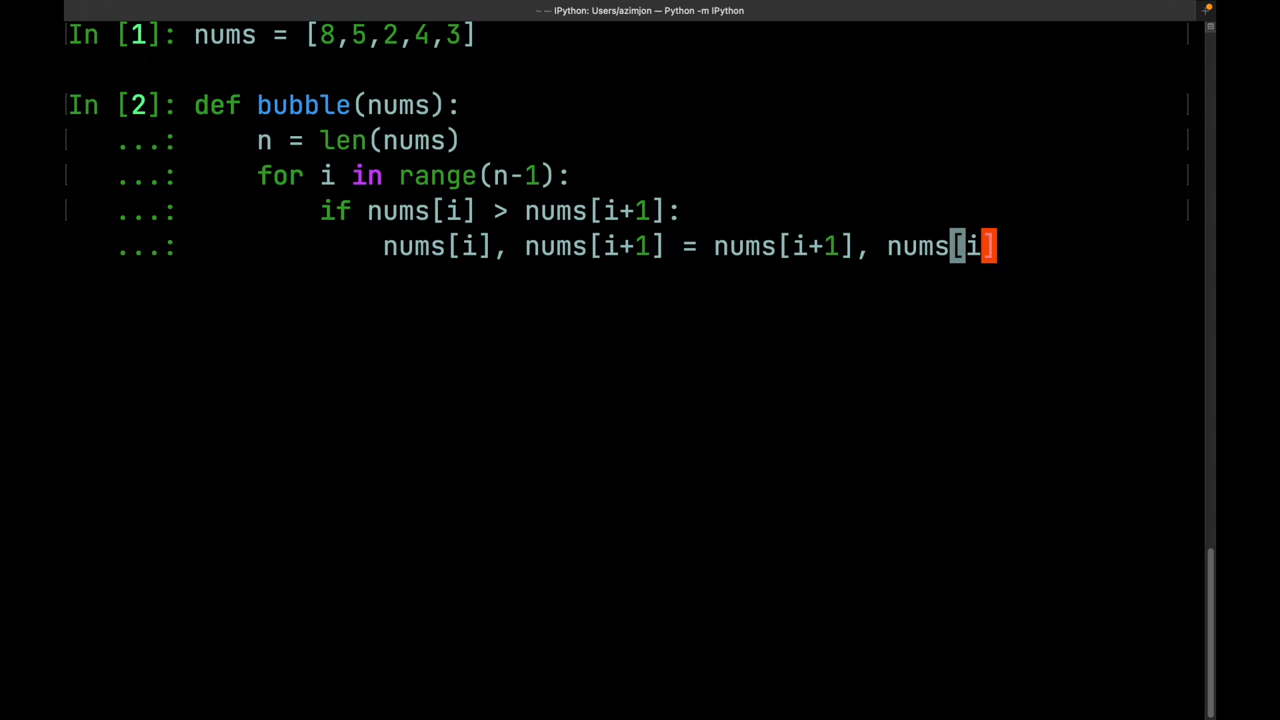 ~ — IPython: Users/azimjon — Python -m IPython
In [1]: nums = [8,5,2,4,3]
In [2]: def bubble(nums):
...: n = len(nums)
...: for i in range(n-1):
...: if nums[i] > nums[i+1]:
...: nums[i], nums[i+1] = nums[i+1], nums[i]